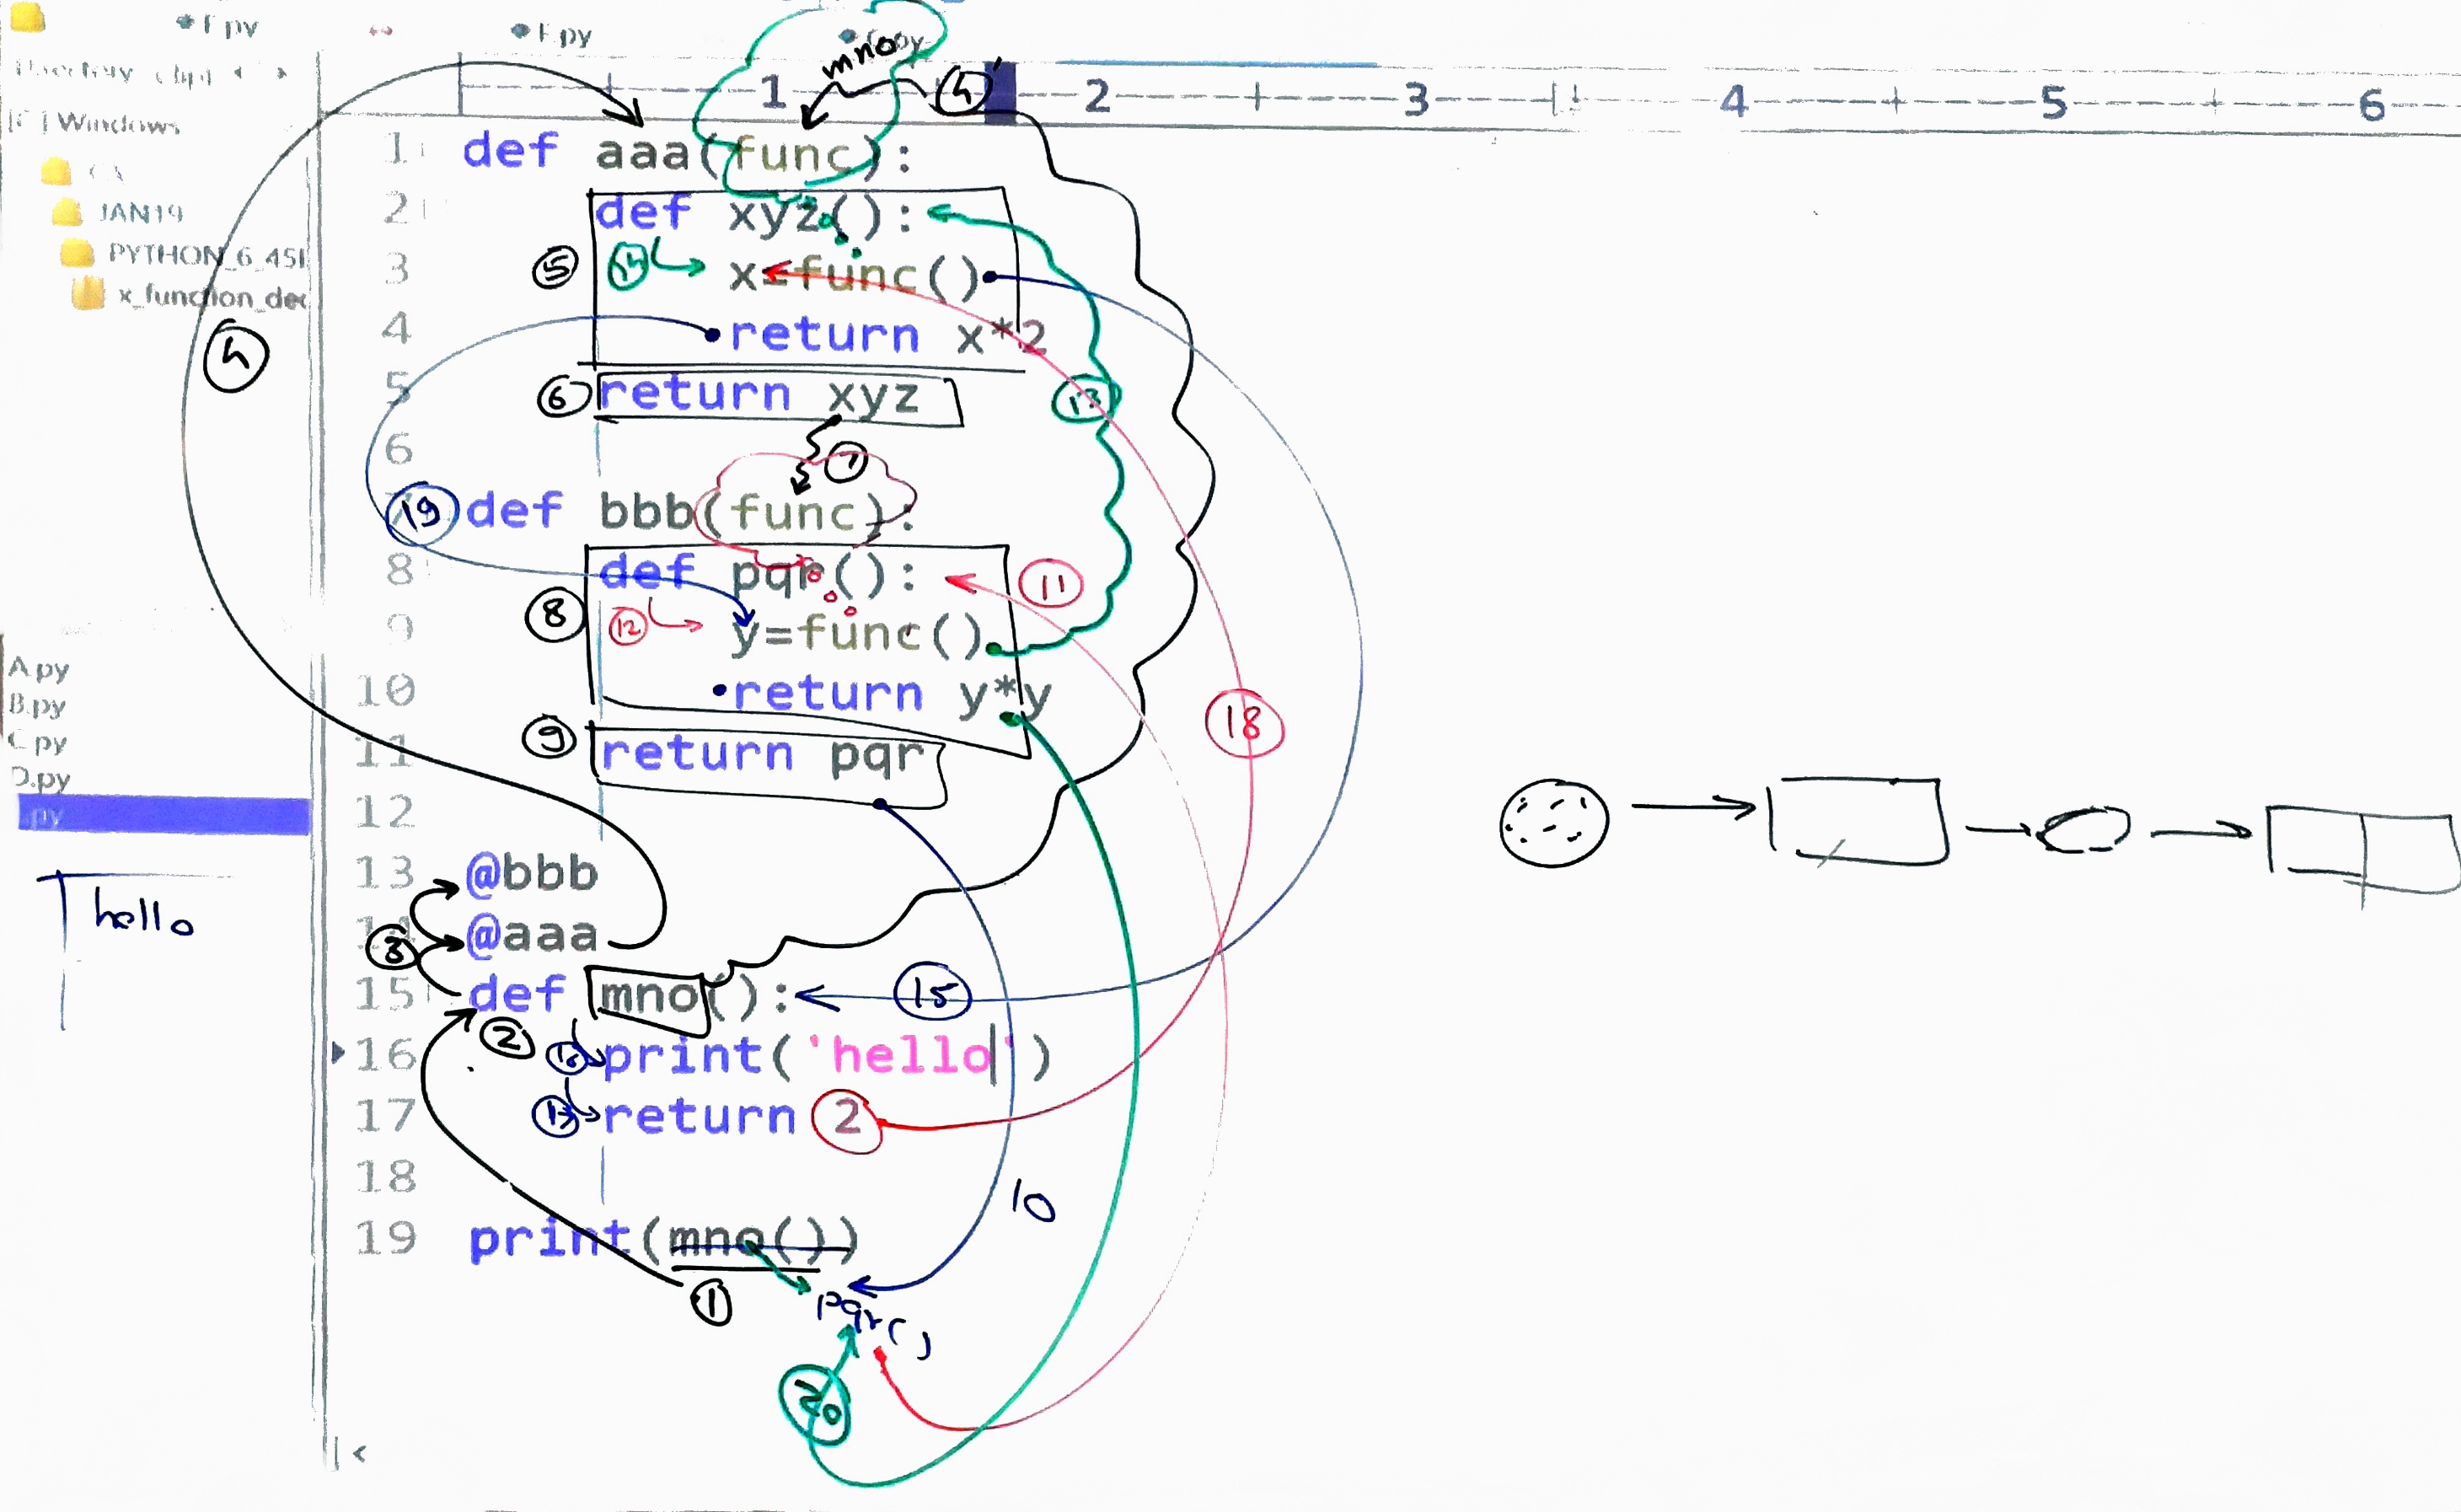 F.py
F.py
mno
Directory
Windows
1 2 3 4 5 6
4
1 def aaa(func):
JAN19
2 def xyz():
PYTHON_6_45
5 14
3 x=func()
x_function_dec
4 return x*2
4
6
5 return xyz
13
6
7
19
7 def bbb(func):
8 def pqr():
11
8 12
9 y=func()
A.py
10 return y*y
B.py
18
9
C.py
11 return pqr
D.py
12
.py
13 @bbb
hello
14 @aaa
3
15 def mno():
15
2
16 print('hello')
16
17 return 2
17
18
10
19 print(mno())
1
pqr()
20